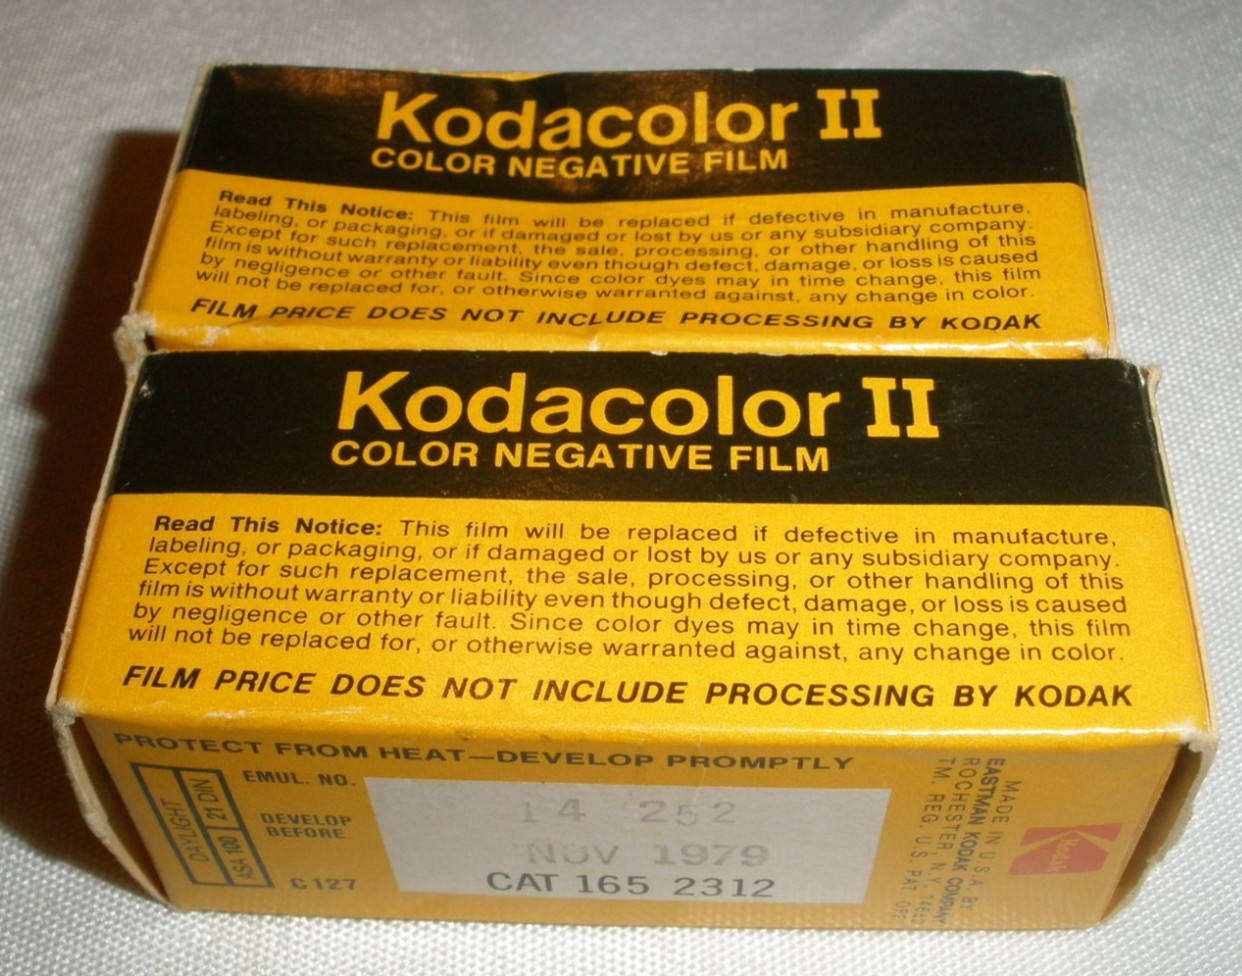 Kodacolor II
COLOR NEGATIVE FILM
Read This Notice: This film will be replaced if defective in manufacture,
labeling, or packaging, or if damaged or lost by us or any subsidiary company.
Except for such replacement, the sale, processing, or other handling of this
film is without warranty or liability even though defect, damage, or loss is caused
by negligence or other fault. Since color dyes may in time change, this film
will not be replaced for, or otherwise warranted against, any change in color.
FILM PRICE DOES NOT INCLUDE PROCESSING BY KODAK
Kodacolor II
COLOR NEGATIVE FILM
Read This Notice: This film will be replaced if defective in manufacture,
labeling, or packaging, or if damaged or lost by us or any subsidiary company.
Except for such replacement, the sale, processing, or other handling of this
film is without warranty or liability even though defect, damage, or loss is caused
by negligence or other fault. Since color dyes may in time change, this film
will not be replaced for, or otherwise warranted against, any change in color.
FILM PRICE DOES NOT INCLUDE PROCESSING BY KODAK
PROTECT FROM HEAT—DEVELOP PROMPTLY
DAYLIGHT
ASA 100 21 DIN
EMUL. NO.
DEVELOP
BEFORE
C 127
14 252
NOV 1979
CAT 165 2312
MADE IN U.S.A. BY
EASTMAN KODAK COMPANY
ROCHESTER, N.Y.
TM. REG. U.S. PAT. OFF.
Kodak